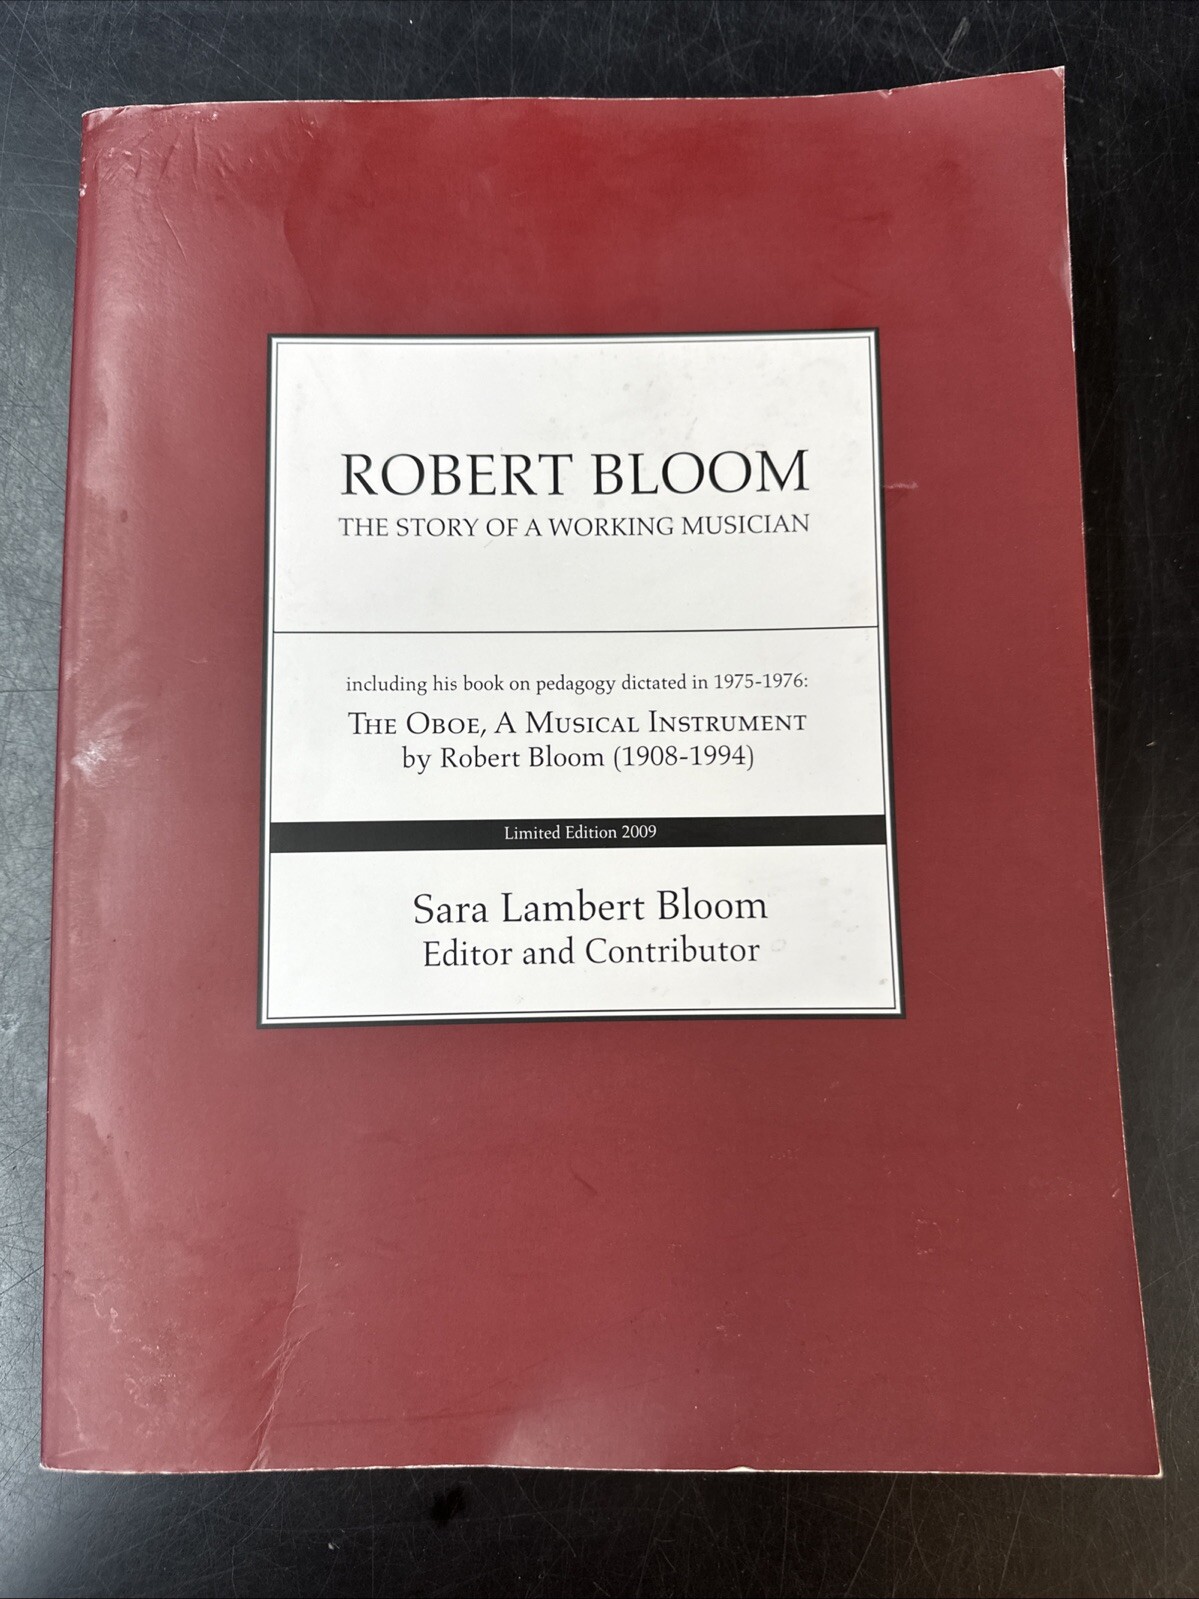 ROBERT BLOOM
THE STORY OF A WORKING MUSICIAN
including his book on pedagogy dictated in 1975-1976:
THE OBOE, A MUSICAL INSTRUMENT
by Robert Bloom (1908-1994)
Limited Edition 2009
Sara Lambert Bloom
Editor and Contributor